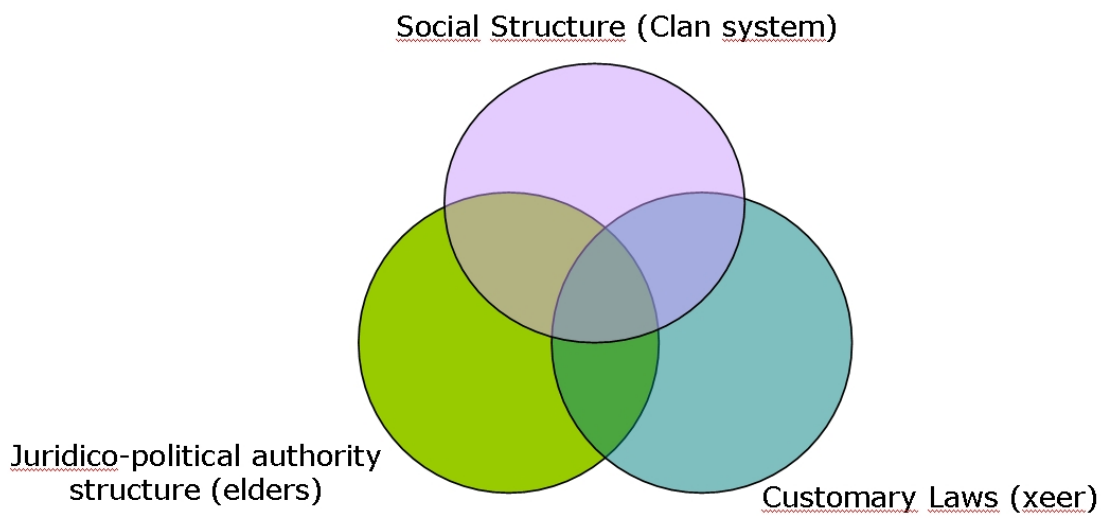 Social Structure (Clan system)
Juridico-political authority
structure (elders)
Customary Laws (xeer)